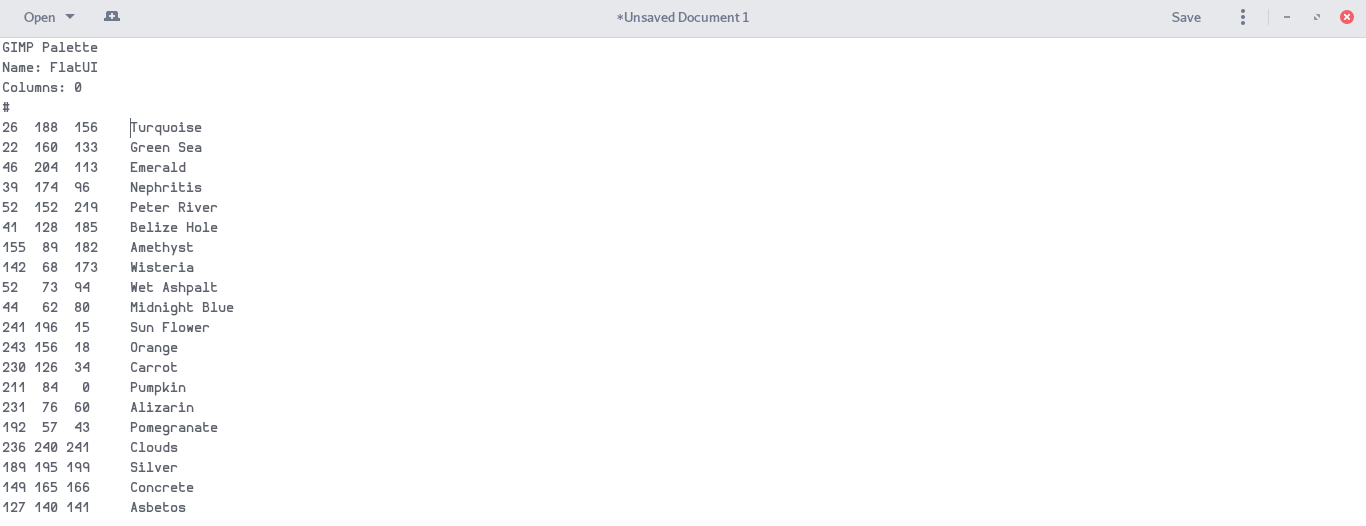 Open *Unsaved Document 1 Save
GIMP Palette
Name: FlatUI
Columns: 0
#
26 188 156 Turquoise
22 160 133 Green Sea
46 204 113 Emerald
39 174 96 Nephritis
52 152 219 Peter River
41 128 185 Belize Hole
155 89 182 Amethyst
142 68 173 Wisteria
52 73 94 Wet Ashpalt
44 62 80 Midnight Blue
241 196 15 Sun Flower
243 156 18 Orange
230 126 34 Carrot
211 84 0 Pumpkin
231 76 60 Alizarin
192 57 43 Pomegranate
236 240 241 Clouds
189 195 199 Silver
149 165 166 Concrete
127 140 141 Asbetos